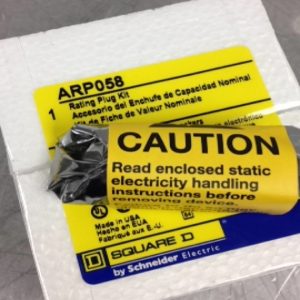 ARP058
1 Rating Plug Kit
Accesorio del Enchufe de Capacidad Nominal
Kit de Fiche de Valeur Nominale
electrónico
CAUTION
Read enclosed static
electricity handling
instructions before
removing device.
Made in USA
Hecho en EUA
Fabriqué aux E.-U.
D SQUARE D
by Schneider Electric